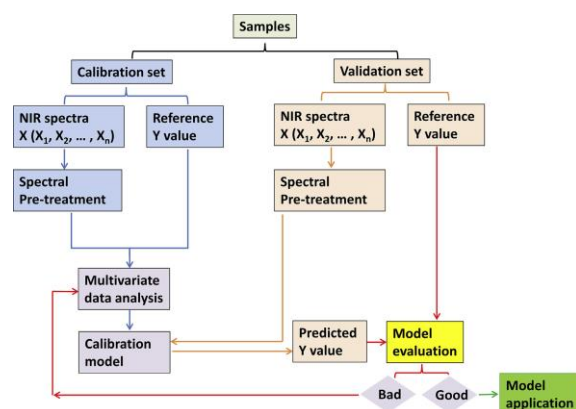 Samples
Calibration set
Validation set
NIR spectra
X (X₁, X₂, ... , Xₙ)
Reference
Y value
NIR spectra
X (X₁, X₂, ... , Xₙ)
Reference
Y value
Spectral
Pre-treatment
Spectral
Pre-treatment
Multivariate
data analysis
Calibration
model
Predicted
Y value
Model
evaluation
Bad
Good
Model
application